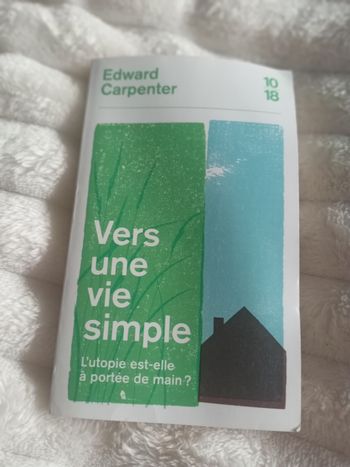 Edward
Carpenter
10
18
Vers
une
vie
simple
L'utopie est-elle
à portée de main ?